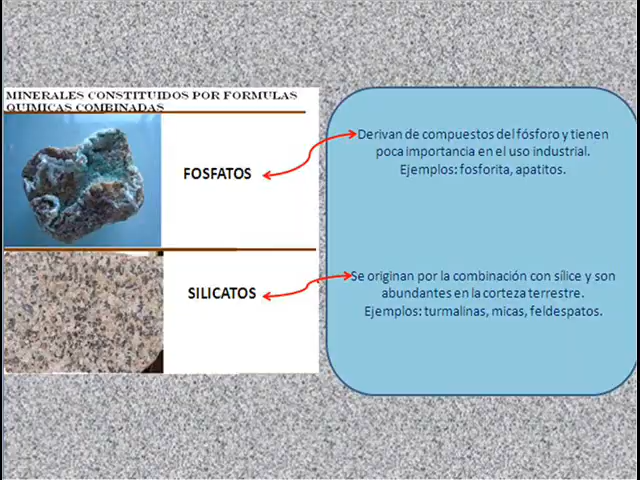 MINERALES CONSTITUIDOS POR FORMULAS
QUIMICAS COMBINADAS
FOSFATOS
Derivan de compuestos del fósforo y tienen
poca importancia en el uso industrial.
Ejemplos: fosforita, apatitos.
SILICATOS
Se originan por la combinación con sílice y son
abundantes en la corteza terrestre.
Ejemplos: turmalinas, micas, feldespatos.